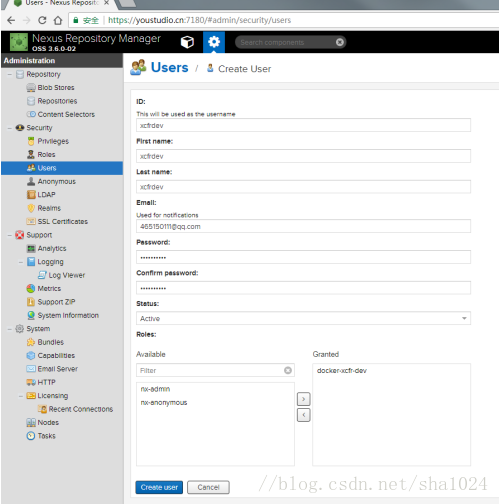 Users - Nexus Reposito
安全 | https://youstudio.cn:7180/#admin/security/users
Nexus Repository Manager
OSS 3.6.0-02
Search components
Administration
Repository
Blob Stores
Repositories
Content Selectors
Security
Privileges
Roles
Users
Anonymous
LDAP
Realms
SSL Certificates
Support
Analytics
Logging
Log Viewer
Metrics
Support ZIP
System Information
System
Bundles
Capabilities
Email Server
HTTP
Licensing
Recent Connections
Nodes
Tasks
Users / Create User
ID:
This will be used as the username
xcfrdev
First name:
xcfrdev
Last name:
xcfrdev
Email:
Used for notifications
465150111@qq.com
Password:
••••••••••
Confirm password:
••••••••••
Status:
Active
Roles:
Available
Granted
Filter
docker-xcfr-dev
nx-admin
nx-anonymous
Create user
Cancel
//blog.csdn.net/sha1024